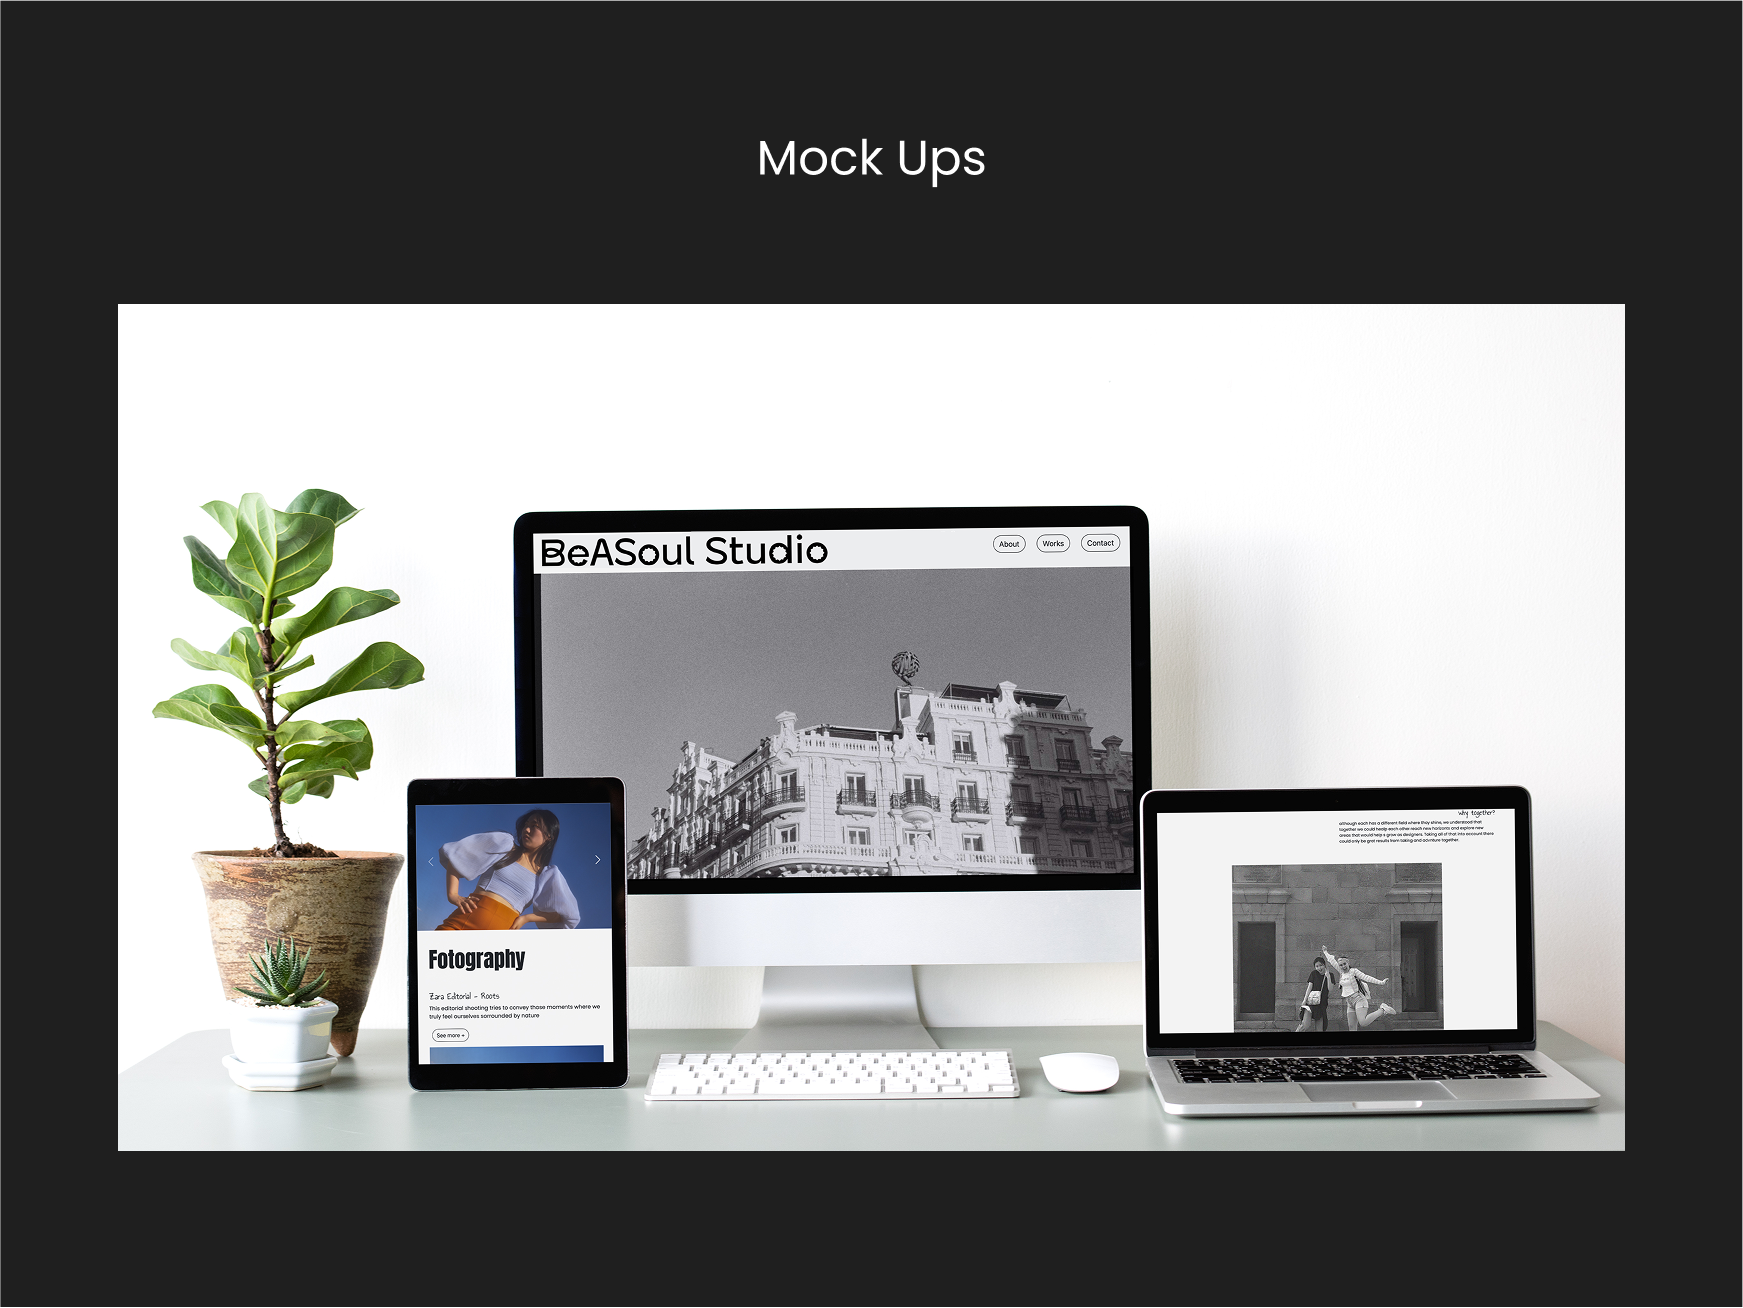 Mock Ups
BeASoul Studio
About
Works
Contact
Fotography
Zara Editorial - Roots
This editorial shooting tries to convey those moments where we
truly feel ourselves sorrounded by nature
See more +
why together?
although each has a different field where they shine, we understood that
together we could healp each other reach new horizons and explore new
areas that would help s grow as designers. Taking all of that into account there
could only be gret results from taking and advnture together.